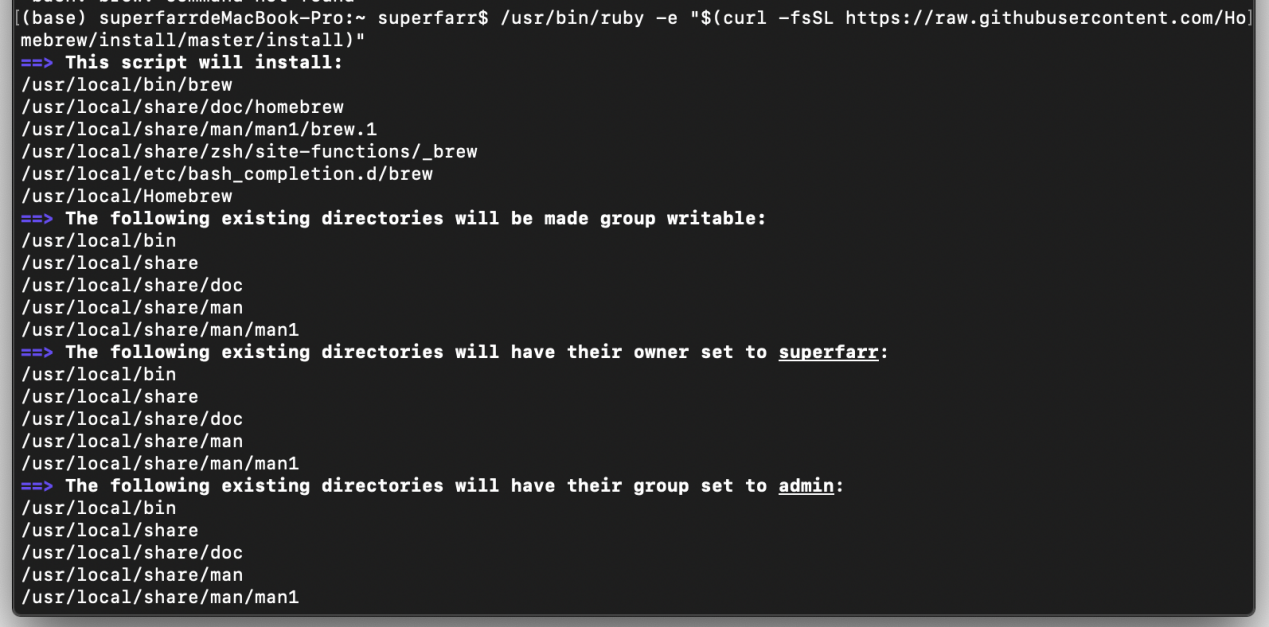 [(base) superfarrdeMacBook-Pro:~ superfarr$ /usr/bin/ruby -e "$(curl -fsSL https://raw.githubusercontent.com/Ho]
mebrew/install/master/install)"
==> This script will install:
/usr/local/bin/brew
/usr/local/share/doc/homebrew
/usr/local/share/man/man1/brew.1
/usr/local/share/zsh/site-functions/_brew
/usr/local/etc/bash_completion.d/brew
/usr/local/Homebrew
==> The following existing directories will be made group writable:
/usr/local/bin
/usr/local/share
/usr/local/share/doc
/usr/local/share/man
/usr/local/share/man/man1
==> The following existing directories will have their owner set to superfarr:
/usr/local/bin
/usr/local/share
/usr/local/share/doc
/usr/local/share/man
/usr/local/share/man/man1
==> The following existing directories will have their group set to admin:
/usr/local/bin
/usr/local/share
/usr/local/share/doc
/usr/local/share/man
/usr/local/share/man/man1